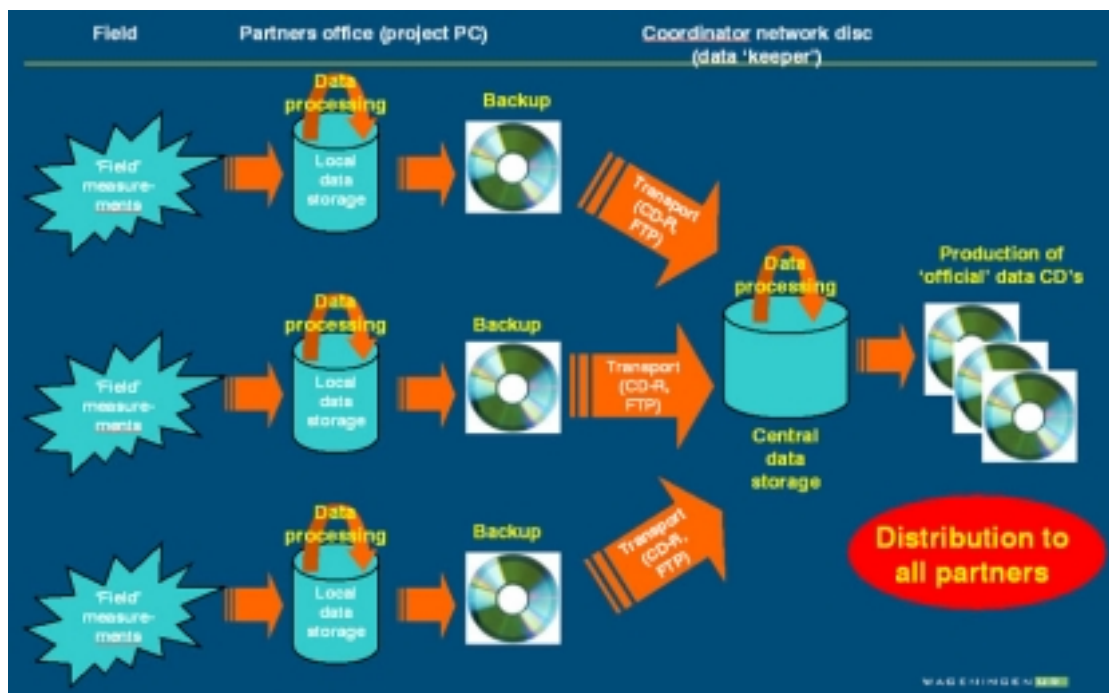 Field
Partners office (project PC)
Coordinator network disc
(data 'keeper')
'Field'
measure-
ments
Data
processing
Local
data
storage
Backup
Transport
(CD-R,
FTP)
'Field'
measure-
ments
Data
processing
Local
data
storage
Backup
Transport
(CD-R,
FTP)
'Field'
measure-
ments
Data
processing
Local
data
storage
Backup
Transport
(CD-R,
FTP)
Data
processing
Central
data
storage
Production of
'official' data CD's
Distribution to
all partners
WAGENINGEN UR